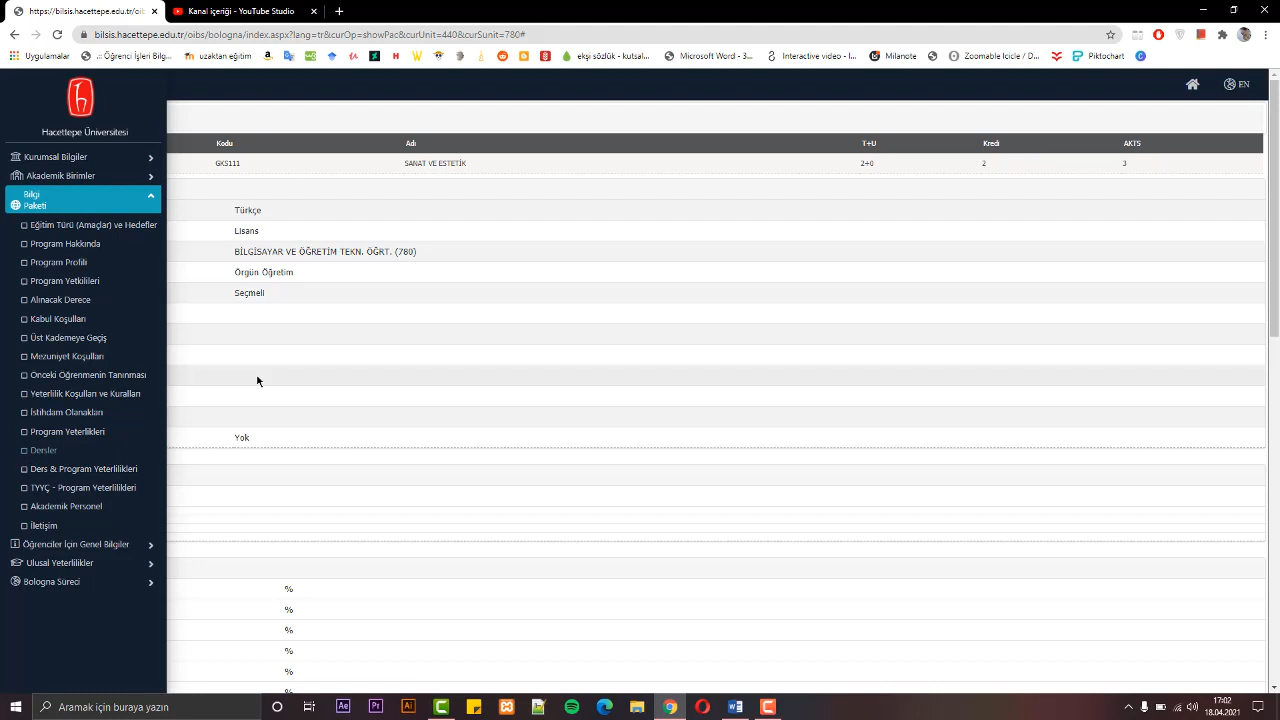 https://bilsis.hacettepe.edu.tr/oib
Kanal içeriği - YouTube Studio
bilsis.hacettepe.edu.tr/oibs/bologna/index.aspx?lang=tr&curOp=showPac&curUnit=440&curSunit=780#
Uygulamalar
.:: Öğrenci İşleri Bilg...
uzaktan eğitim
ekşi sözlük - kutsal...
Microsoft Word - 3...
Interactive video - I...
Milanote
Zoomable Icicle / D...
Piktochart
EN
Hacettepe Üniversitesi
Kurumsal Bilgiler
Akademik Birimler
Bilgi
Paketi
Eğitim Türü (Amaçlar) ve Hedefler
Program Hakkında
Program Profili
Program Yetkilileri
Alınacak Derece
Kabul Koşulları
Üst Kademeye Geçiş
Mezuniyet Koşulları
Önceki Öğrenmenin Tanınması
Yeterlilik Koşulları ve Kuralları
İstihdam Olanakları
Program Yeterlikleri
Dersler
Ders & Program Yeterlilikleri
TYYÇ - Program Yeterlilikleri
Akademik Personel
İletişim
Öğrenciler İçin Genel Bilgiler
Ulusal Yeterlilikler
Bologna Süreci
Kodu Adı T+U Kredi AKTS
GKS111 SANAT VE ESTETİK 2+0 2 3
Türkçe
Lisans
BİLGİSAYAR VE ÖĞRETİM TEKN. ÖĞRT. (780)
Örgün Öğretim
Seçmeli
Yok
%
%
%
%
%
%
Aramak için buraya yazın
17:02
18.04.2021